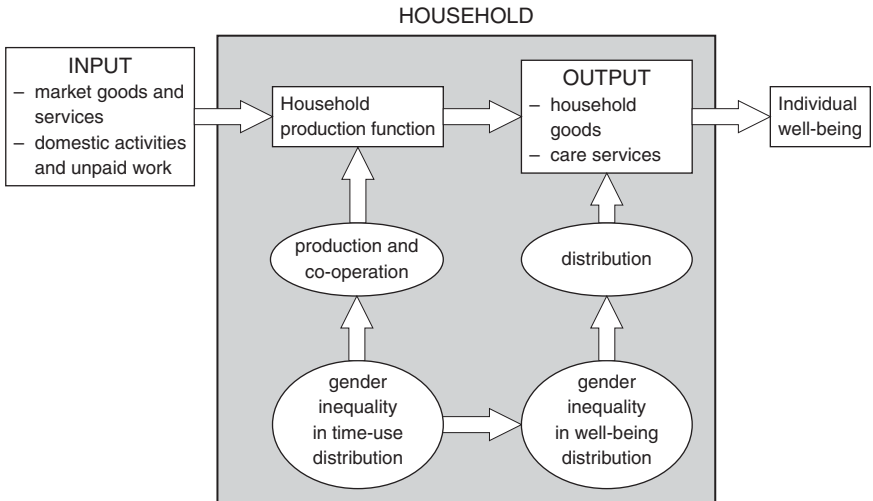 HOUSEHOLD
INPUT
– market goods and
services
– domestic activities
and unpaid work
Household
production function
OUTPUT
– household
goods
– care services
Individual
well-being
production and
co-operation
distribution
gender
inequality
in time-use
distribution
gender
inequality
in well-being
distribution